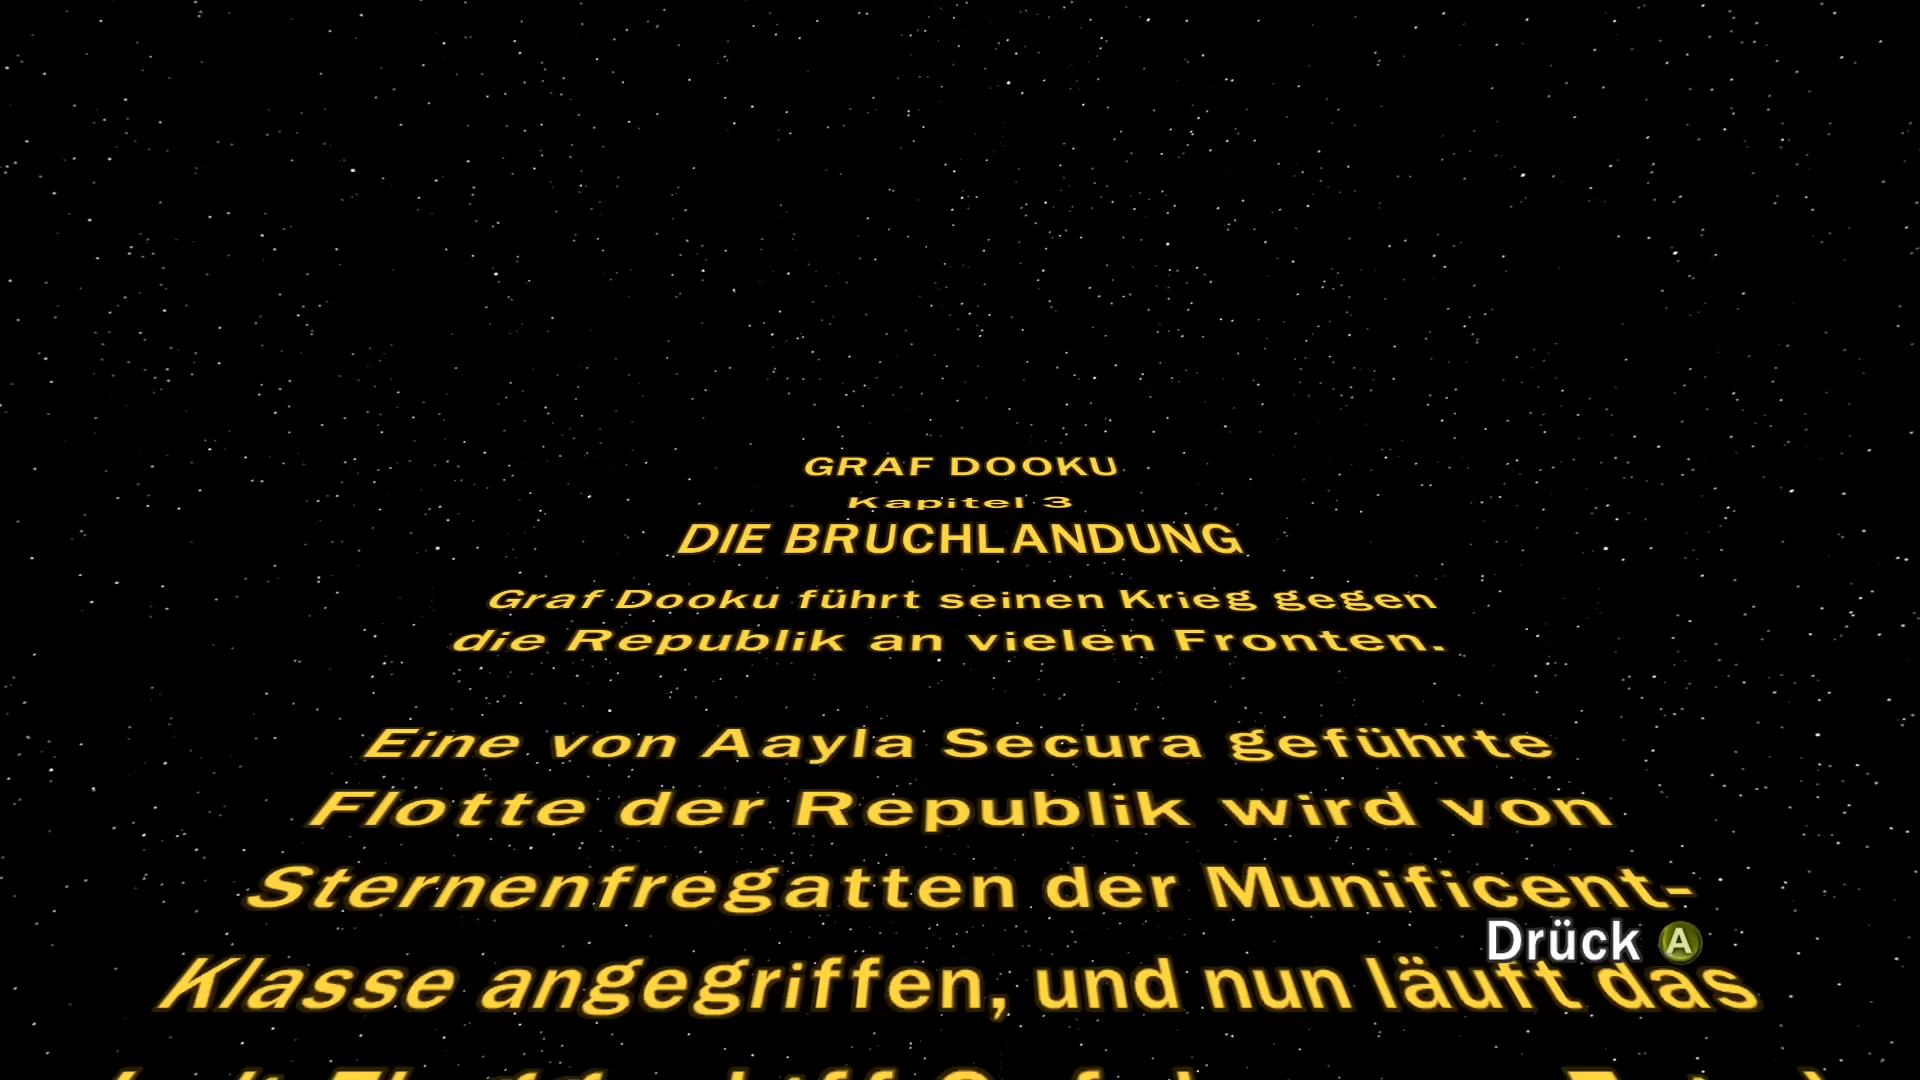 GRAF DOOKU
Kapitel 3
DIE BRUCHLANDUNG
Graf Dooku führt seinen Krieg gegen
die Republik an vielen Fronten.
Eine von Aayla Secura geführte
Flotte der Republik wird von
Sternenfregatten der Munificent-
Drück A
Klasse angegriffen, und nun läuft das